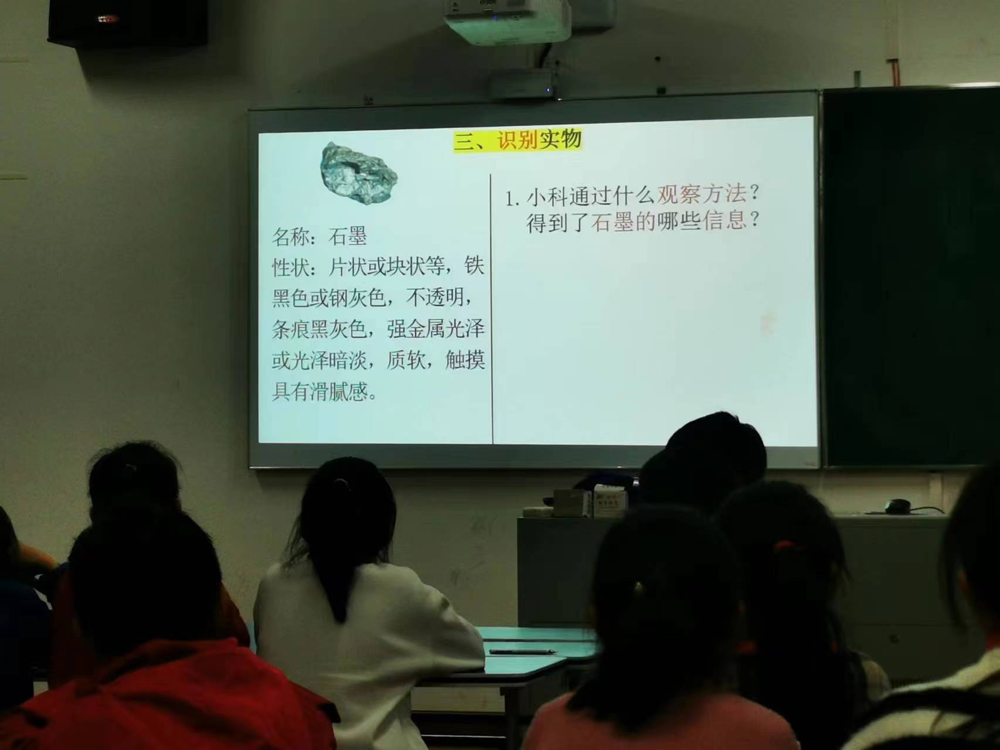 三、识别实物
名称：石墨
性状：片状或块状等，铁
黑色或钢灰色，不透明，
条痕黑灰色，强金属光泽
或光泽暗淡，质软，触摸
具有滑腻感。
1.小科通过什么观察方法？
得到了石墨的哪些信息？